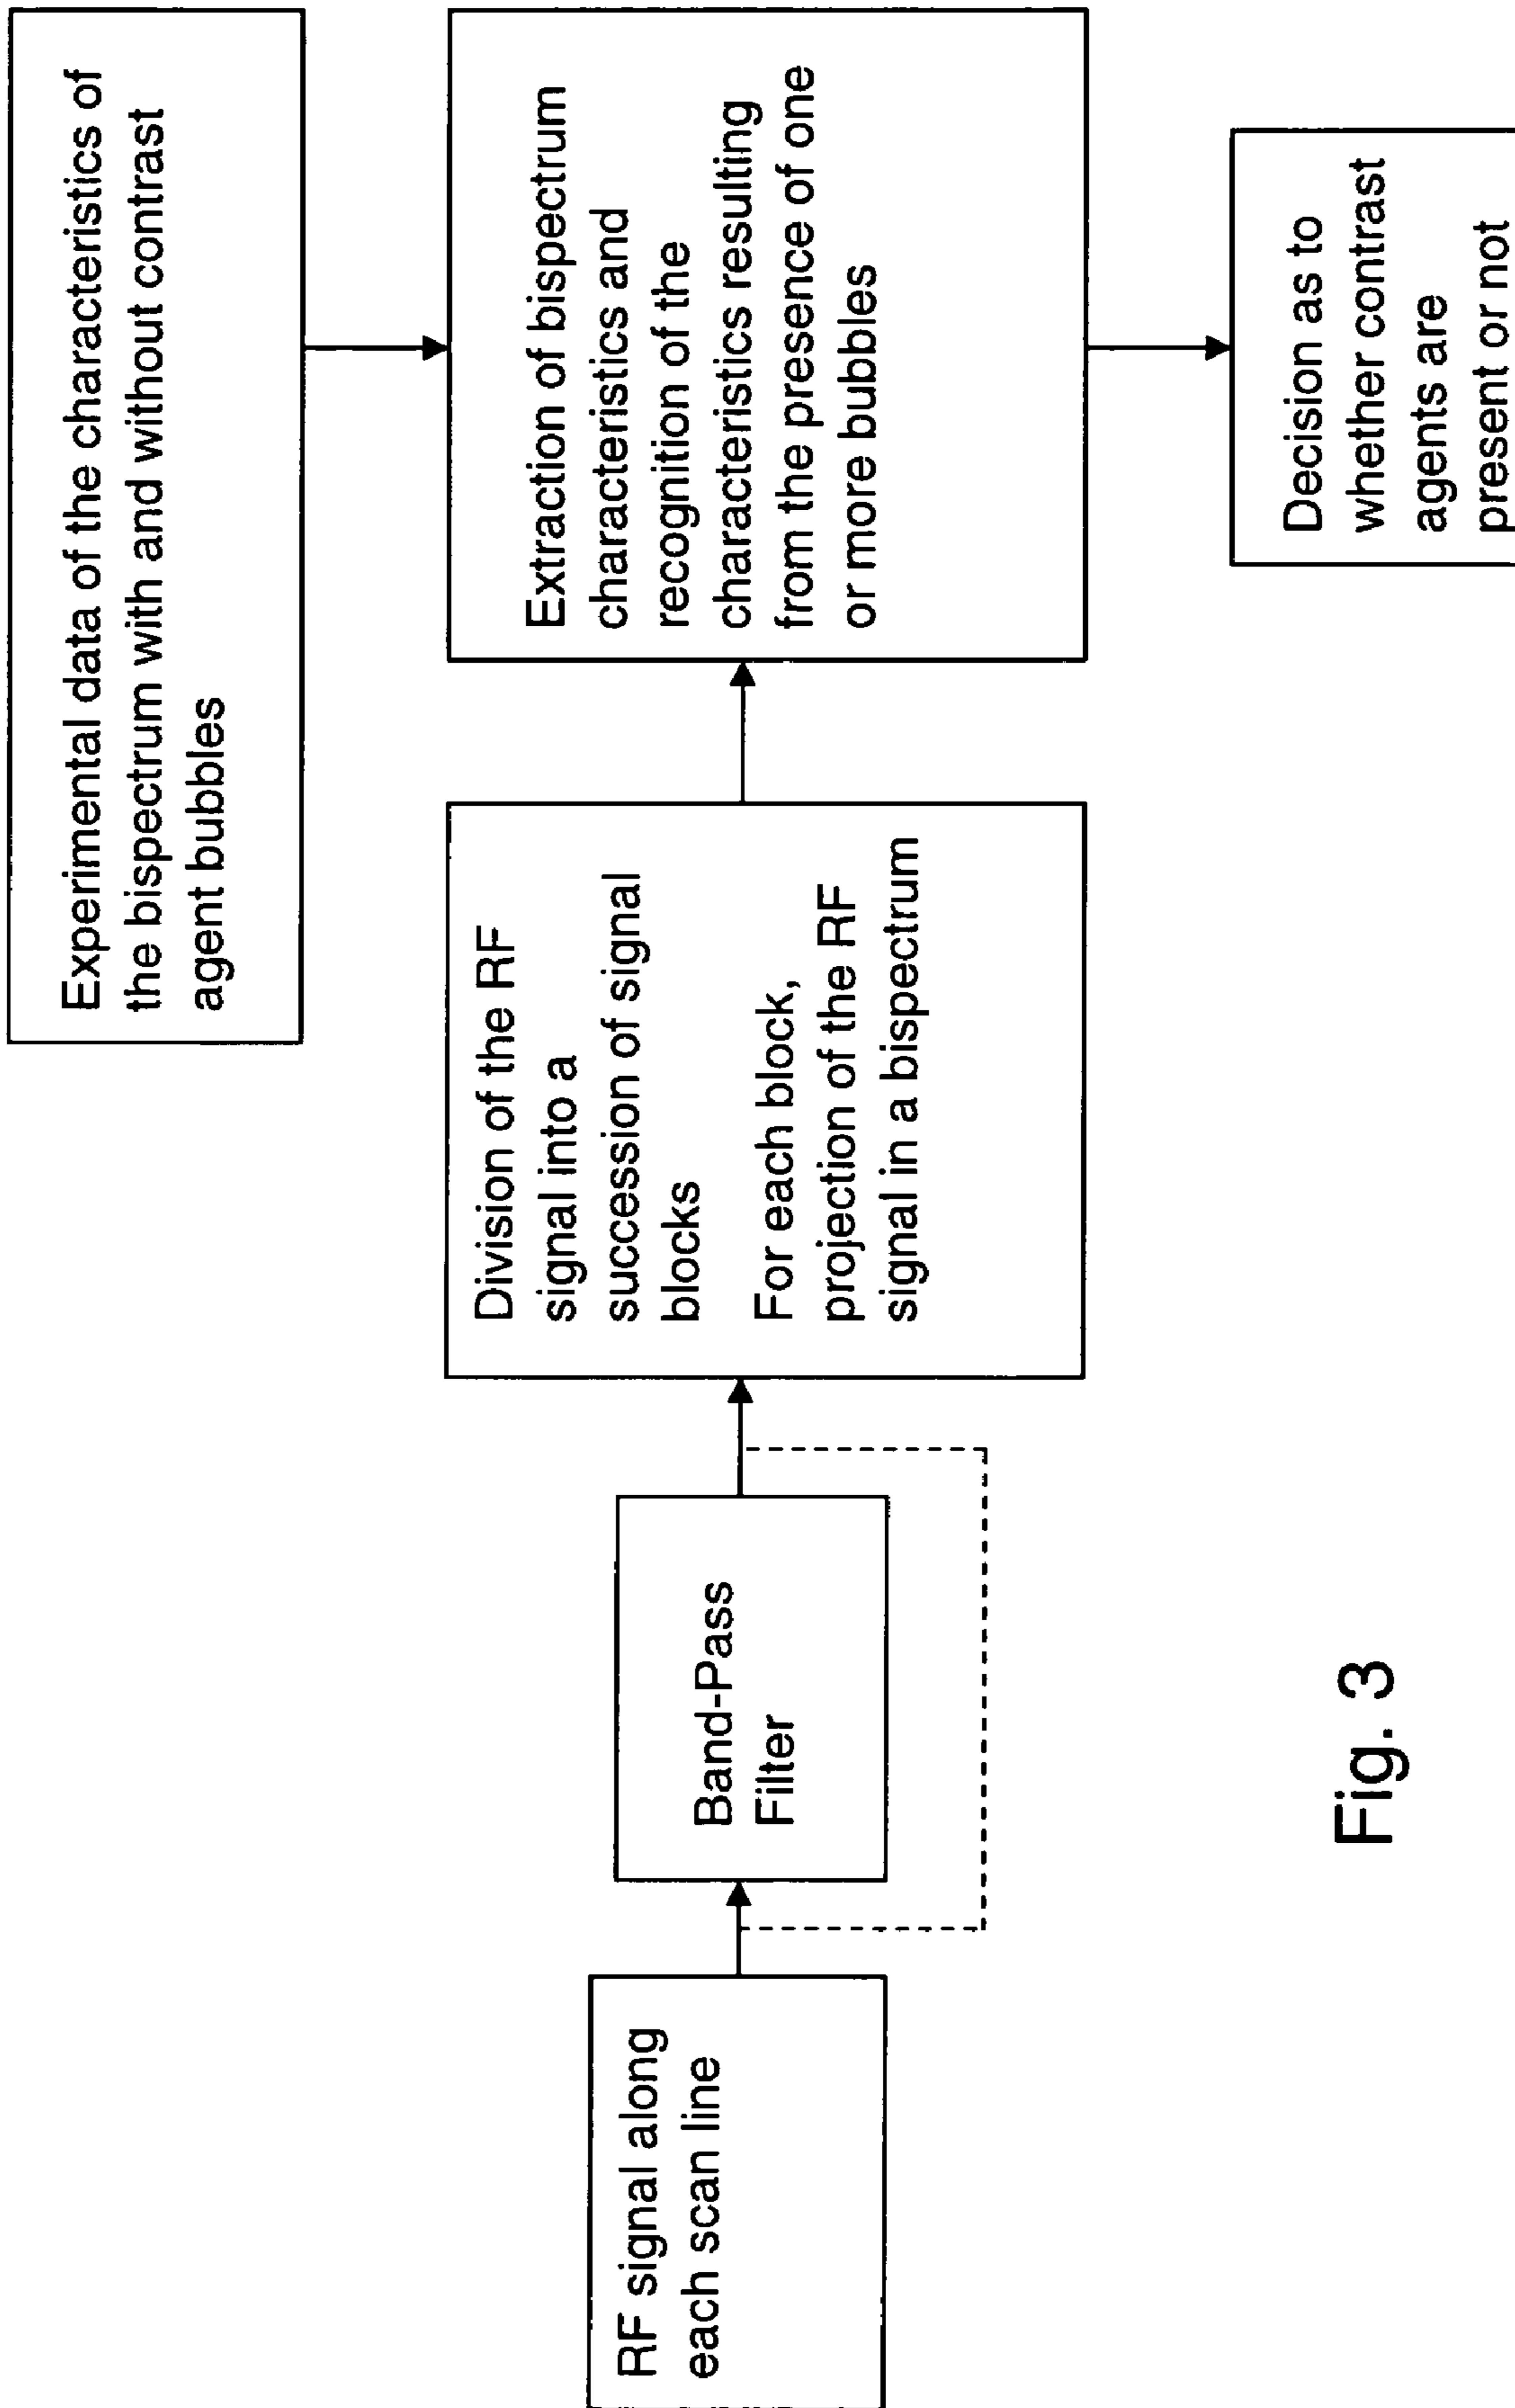 Experimental data of the characteristics of
the bispectrum with and without contrast
agent bubbles
RF signal along
each scan line
Band-Pass
Filter
Division of the RF
signal into a
succession of signal
blocks
For each block,
projection of the RF
signal in a bispectrum
Extraction of bispectrum
characteristics and
recognition of the
characteristics resulting
from the presence of one
or more bubbles
Decision as to
whether contrast
agents are
present or not
Fig. 3